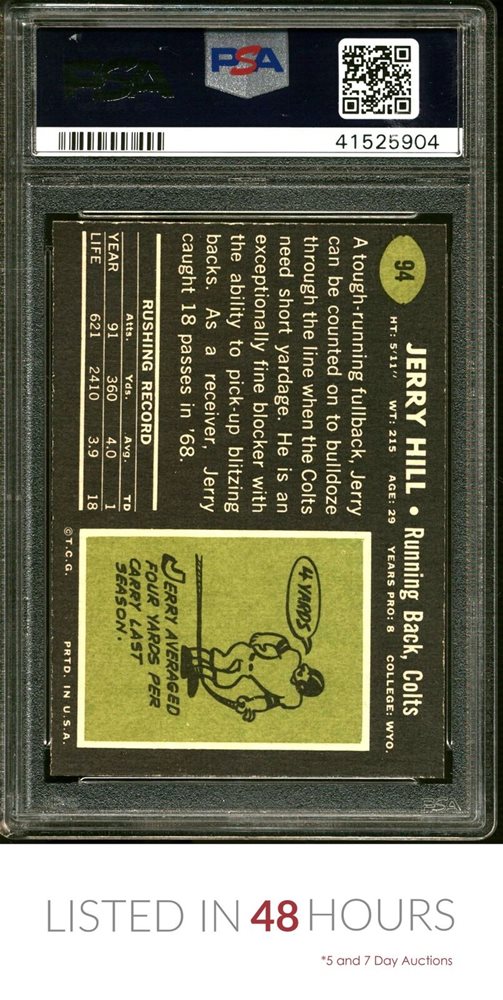 PSA
41525904
94
JERRY HILL • Running Back, Colts
HT: 5'11" WT: 215 AGE: 29 YEARS PRO: 8 COLLEGE: WYO.
A tough-running fullback, Jerry
can be counted on to bulldoze
through the line when the Colts
need short yardage. He is an
exceptionally fine blocker with
the ability to pick-up blitzing
backs. As a receiver, Jerry
caught 18 passes in '68.
RUSHING RECORD
Atts. Yds. Avg. TD
YEAR 91 360 4.0 1
LIFE 621 2410 3.9 18
4 YARDS
JERRY AVERAGED
FOUR YARDS PER
CARRY LAST
SEASON.
©T.C.G. PRTD. IN U.S.A.
PSA
LISTED IN 48 HOURS
*5 and 7 Day Auctions